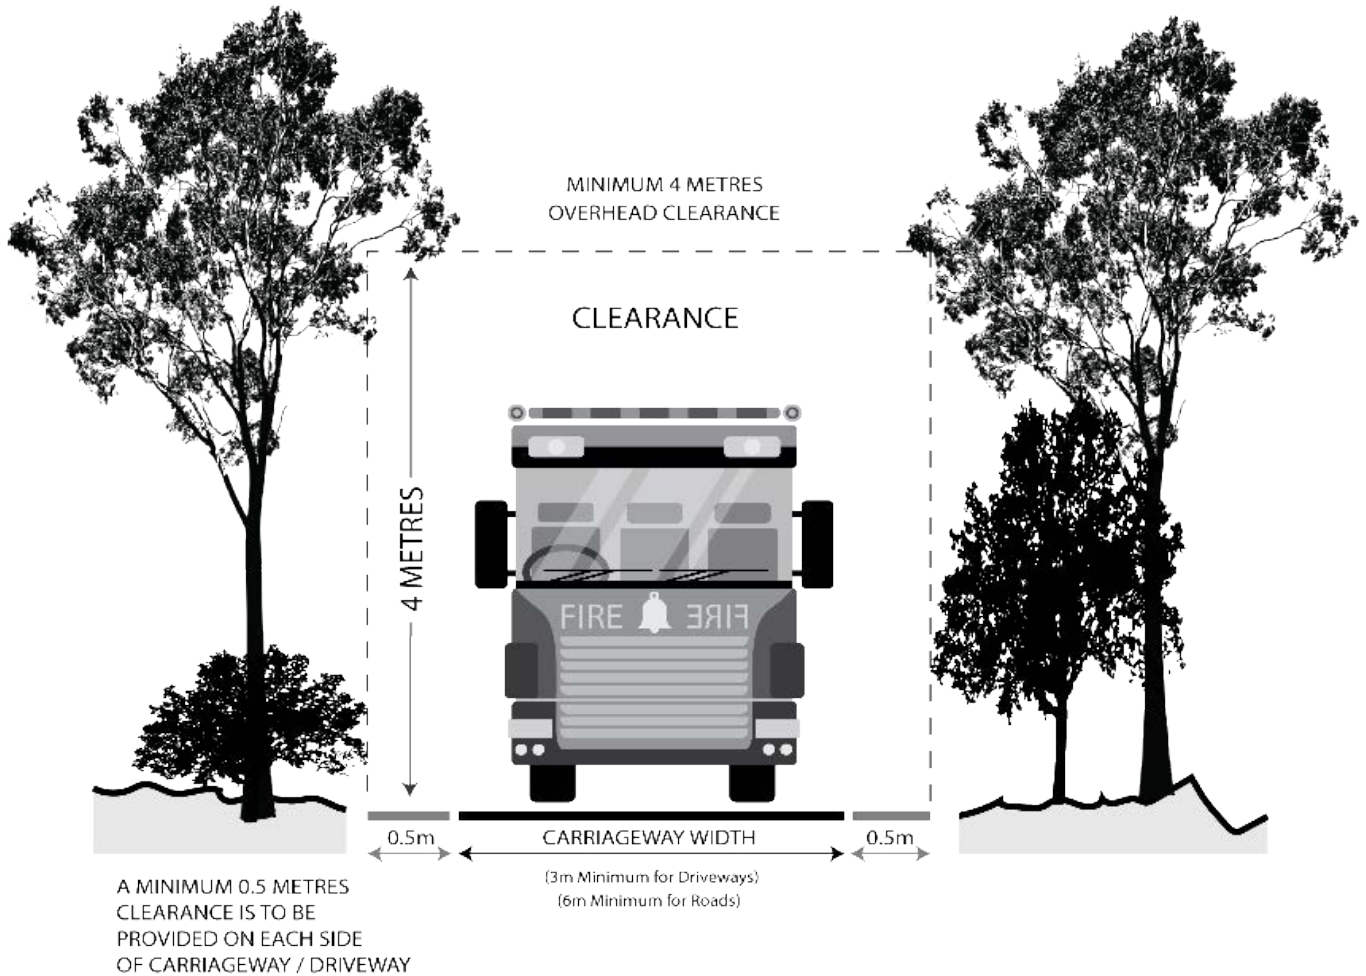 MINIMUM 4 METRES
OVERHEAD CLEARANCE
CLEARANCE
4 METRES
FIRE FIRE
0.5m
CARRIAGEWAY WIDTH
0.5m
(3m Minimum for Driveways)
(6m Minimum for Roads)
A MINIMUM 0.5 METRES
CLEARANCE IS TO BE
PROVIDED ON EACH SIDE
OF CARRIAGEWAY / DRIVEWAY